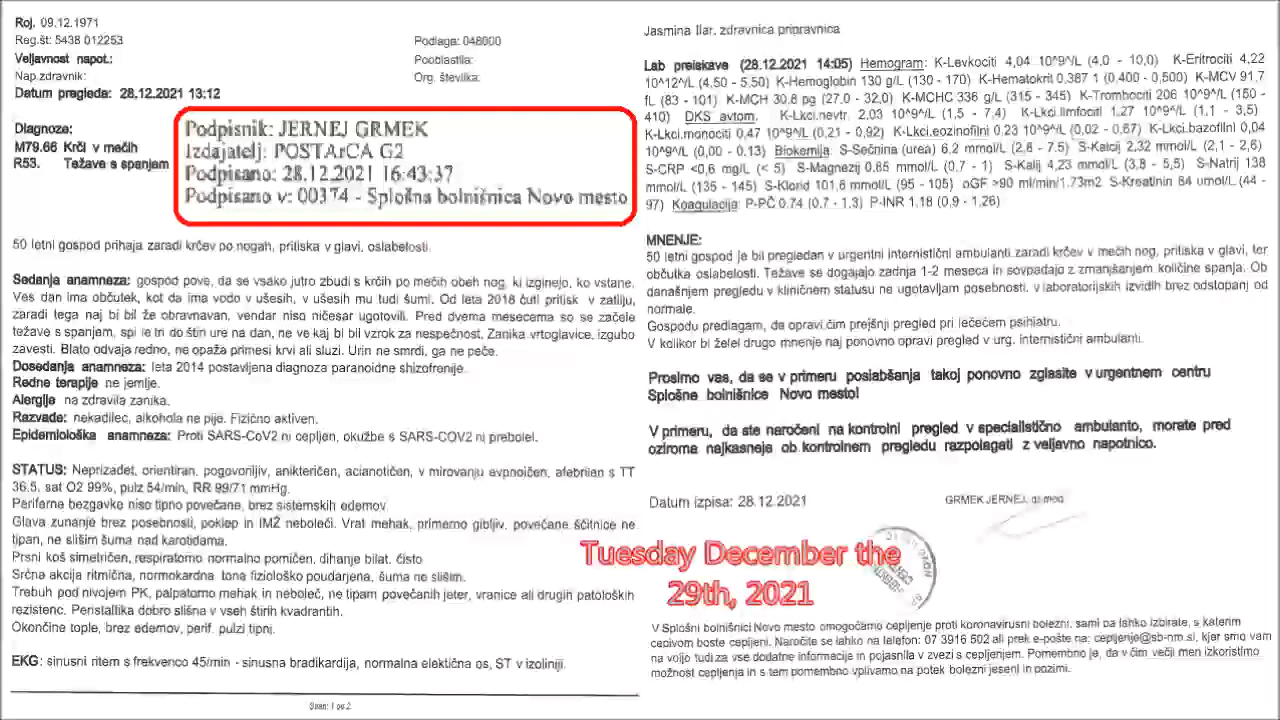 Roj. 09.12.1971
Reg.št: 5438 012253
Veljavnost napot.:
Nap.zdravnik:
Datum pregleda: 28.12.2021 13:12
Podlaga: 048000
Pooblastila:
Org. številka:
Diagnoze:
M79.66 Krči v mečih
R53. Težave s spanjem
Podpisnik: JERNEJ GRMEK
Izdajatelj: POSTArCA G2
Podpisano: 28.12.2021 16:43:37
Podpisano v: 00374 - Splošna bolnišnica Novo mesto
50 letni gospod prihaja zaradi krčev po nogah, pritiska v glavi, oslabelosti.
Sedanja anamneza: gospod pove, da se vsako jutro zbudi s krčih po mečih obeh nog, ki izginejo, ko vstane.
Ves dan ima občutek, kot da ima vodo v ušesih, v ušesih mu tudi šumi. Od leta 2018 čuti pritisk v zatilju,
zaradi tega naj bi bil že obravnavan, vendar niso ničesar ugotovili. Pred dvema mesecema so se začele
težave s spanjem, spi le tri do štiri ure na dan, ne ve kaj bi bil vzrok za nespečnost. Zanika vrtoglavice, izgubo
zavesti. Blato odvaja redno, ne opaža primesi krvi ali sluzi. Urin ne smrdi, ga ne peče.
Dosedanja anamneza: leta 2014 postavljena diagnoza paranoidne shizofrenije.
Redne terapije ne jemlje.
Alergije na zdravila zanika.
Razvade: nekadilec, alkohola ne pije. Fizično aktiven.
Epidemiološka anamneza: Proti SARS-CoV2 ni cepljen, okužbe s SARS-COV2 ni prebolel.
STATUS: Neprizadet, orientiran, pogovorljiv, anikteričen, acianotičen, v mirovanju evpnoičen, afebrilen s TT
36.5, sat O2 99%, pulz 54/min, RR 99/71 mmHg.
Periferne bezgavke niso tipno povečane, brez sistemskih edemov.
Glava zunanje brez posebnosti, poklep in IMŽ neboleči. Vrat mehak, primerno gibljiv, povečane ščitnice ne
tipan, ne slišim šuma nad karotidama.
Prsni koš simetričen, respiratorno normalno pomičen, dihanje bilat. čisto
Srčna akcija ritmična, normokardna tona fiziološko poudarjena, šuma ne slišim.
Trebuh pod nivojem PK, palpatorno mehak in neboleč, ne tipam povečanih jeter, vranice ali drugih patoloških
rezistenc. Peristaltika dobro slišna v vseh štirih kvadrantih.
Okončine tople, brez edemov, perif. pulzi tipni.
EKG: sinusni ritem s frekvenco 45/min - sinusna bradikardija, normalna elektična os, ST v izoliniji.
Stran: 1 od 2
Jasmina Ilar, zdravnica pripravnica
Lab preiskave (28.12.2021 14:05) Hemogram: K-Levkociti 4,04 10^9^/L (4.0 - 10,0) K-Eritrociti 4,22
10^12^/L (4,50 - 5,50) K-Hemoglobin 130 g/L (130 - 170) K-Hematokrit 0,387 1 (0,400 - 0,500) K-MCV 91,7
fL (83 - 101) K-MCH 30.8 pg (27.0 - 32,0) K-MCHC 336 g/L (315 - 345) K-Trombociti 206 10^9^/L (150 -
410) DKS avtom. K-Lkci.nevtr. 2,03 10^9^/L (1,5 - 7,4) K-Lkci.limfociti 1,27 10^9^/L (1,1 - 3,5)
K-Lkci.monociti 0,47 10^9^/L (0,21 - 0,92) K-Lkci.eozinofilni 0.23 10^9^/L (0,02 - 0,67) K-Lkci.bazofilni 0,04
10^9^/L (0,00 - 0.13) Biokemija: S-Sečnina (urea) 6.2 mmol/L (2,8 - 7.5) S-Kalcij 2,32 mmol/L (2,1 - 2,6)
S-CRP <0,6 mg/L (< 5) S-Magnezij 0.85 mmol/L (0,7 - 1) S-Kalij 4,23 mmol/L (3,8 - 5,5) S-Natrij 138
mmol/L (135 - 145) S-Klorid 101,6 mmol/L (95 - 105) oGF >90 ml/min/1.73m2 S-Kreatinin 84 umol/L (44 -
97) Koagulacija: P-PČ 0.74 (0,7 - 1.3) P-INR 1,18 (0,9 - 1,26)
MNENJE:
50 letni gospod je bil pregledan v urgentni internistični ambulanti zaradi krčev v mečih nog, pritiska v glavi, ter
občutka oslabelosti. Težave se dogajajo zadnja 1-2 meseca in sovpadajo z zmanjšanjem količine spanja. Ob
današnjem pregledu v kliničnem statusu ne ugotavljam posebnosti, v laboratorijskih izvidih brez odstopanj od
normale.
Gospodu predlagam, da opravi čim prejšnji pregled pri lečečem psihiatru.
V kolikor bi želel drugo mnenje naj ponovno opravi pregled v urg. internistični ambulanti.
Prosimo vas, da se v primeru poslabšanja takoj ponovno zglasite v urgentnem centru
Splošne bolnišnice Novo mesto!
V primeru, da ste naročeni na kontrolni pregled v specialistično ambulanto, morate pred
oziroma najkasneje ob kontrolnem pregledu razpolagati z veljavno napotnico.
Datum izpisa: 28.12.2021
GRMEK JERNEJ, dr.med.
Tuesday December the
29th, 2021
V Splošni bolnišnici Novo mesto omogočamo cepljenje proti koronavirusni bolezni, sami pa lahko izbirate, s katerim
cepivom boste cepljeni. Naročite se lahko na telefon: 07 3916 502 ali prek e-pošte na: cepljenje@sb-nm.si, kjer smo vam
na voljo tudi za vse dodatne informacije in pojasnila v zvezi s cepljenjem. Pomembno je, da v čim večji meri izkoristimo
možnost cepljenja in s tem pomembno vplivamo na potek bolezni jeseni in pozimi.